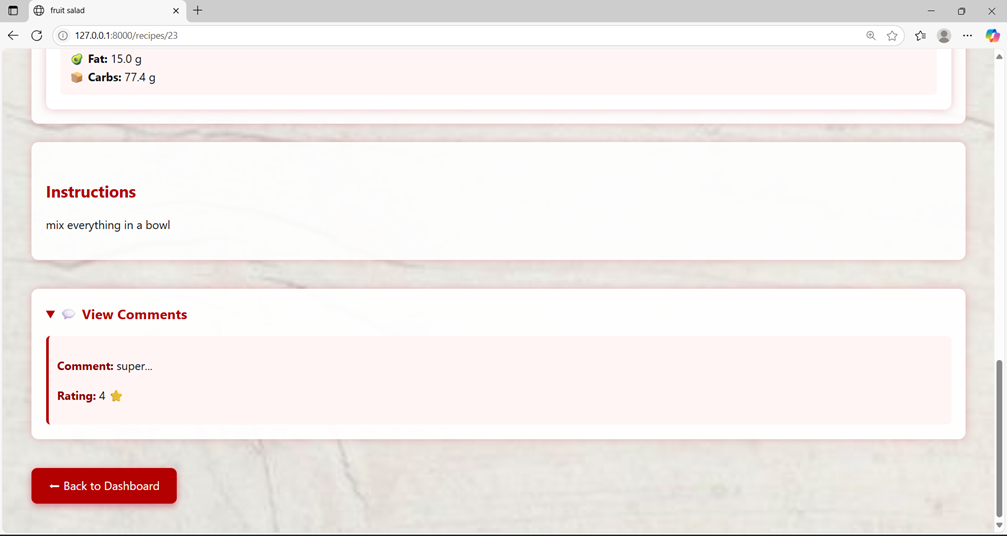 fruit salad
127.0.0.1:8000/recipes/23
Fat: 15.0 g
Carbs: 77.4 g
Instructions
mix everything in a bowl
▼ 💬 View Comments
Comment: super...
Rating: 4 ⭐
← Back to Dashboard